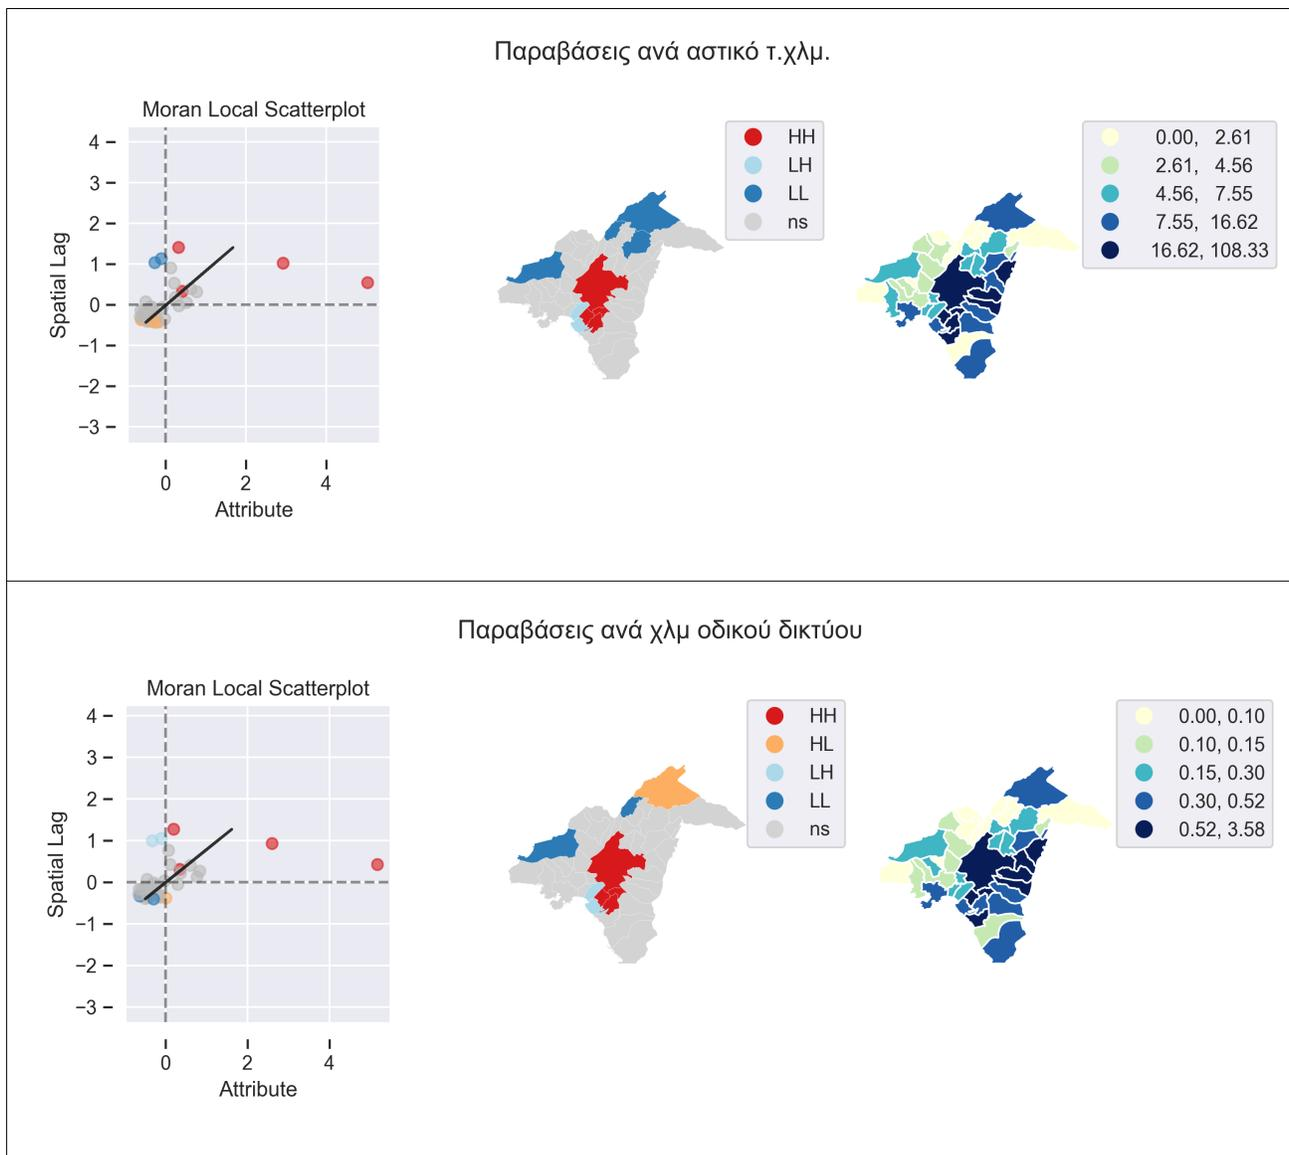 Παραβάσεις ανά αστικό τ.χλμ.
Moran Local Scatterplot
4
3
2
1
0
−1
−2
−3
Spatial Lag
0 2 4
Attribute
HH
LH
LL
ns
0.00, 2.61
2.61, 4.56
4.56, 7.55
7.55, 16.62
16.62, 108.33
Παραβάσεις ανά χλμ οδικού δικτύου
Moran Local Scatterplot
4
3
2
1
0
−1
−2
−3
Spatial Lag
0 2 4
Attribute
HH
HL
LH
LL
ns
0.00, 0.10
0.10, 0.15
0.15, 0.30
0.30, 0.52
0.52, 3.58